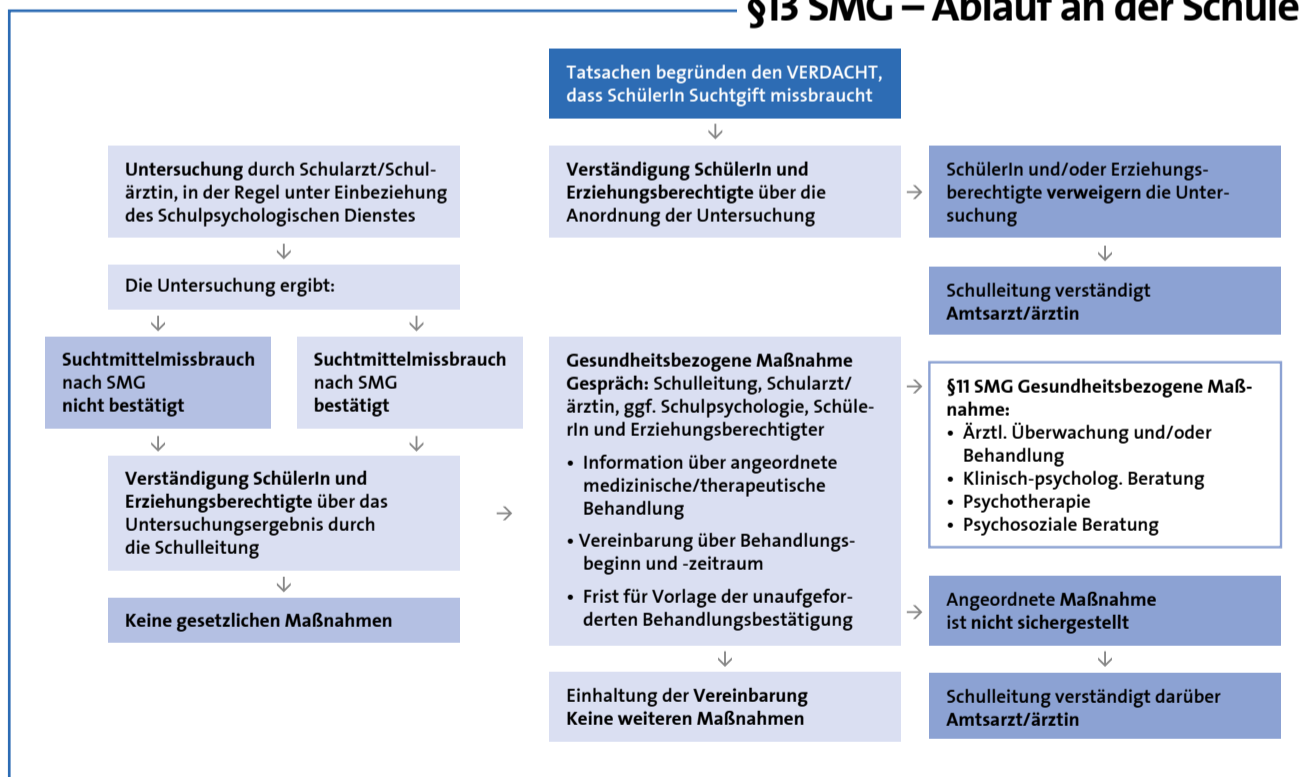 §13 SMG – Ablauf an der Schule
Tatsachen begründen den VERDACHT,
dass SchülerIn Suchtgift missbraucht
Verständigung SchülerIn und
Erziehungsberechtigte über die
Anordnung der Untersuchung
SchülerIn und/oder Erziehungs-
berechtigte verweigern die Unter-
suchung
Schulleitung verständigt
Amtsarzt/ärztin
Untersuchung durch Schularzt/Schul-
ärztin, in der Regel unter Einbeziehung
des Schulpsychologischen Dienstes
Die Untersuchung ergibt:
Suchtmittelmissbrauch
nach SMG
nicht bestätigt
Suchtmittelmissbrauch
nach SMG
bestätigt
Verständigung SchülerIn und
Erziehungsberechtigte über das
Untersuchungsergebnis durch
die Schulleitung
Keine gesetzlichen Maßnahmen
Gesundheitsbezogene Maßnahme
Gespräch: Schulleitung, Schularzt/
ärztin, ggf. Schulpsychologie, Schüle-
rIn und Erziehungsberechtigter
• Information über angeordnete
medizinische/therapeutische
Behandlung
• Vereinbarung über Behandlungs-
beginn und -zeitraum
• Frist für Vorlage der unaufgefor-
derten Behandlungsbestätigung
§11 SMG Gesundheitsbezogene Maß-
nahme:
• Ärztl. Überwachung und/oder
Behandlung
• Klinisch-psycholog. Beratung
• Psychotherapie
• Psychosoziale Beratung
Angeordnete Maßnahme
ist nicht sichergestellt
Einhaltung der Vereinbarung
Keine weiteren Maßnahmen
Schulleitung verständigt darüber
Amtsarzt/ärztin